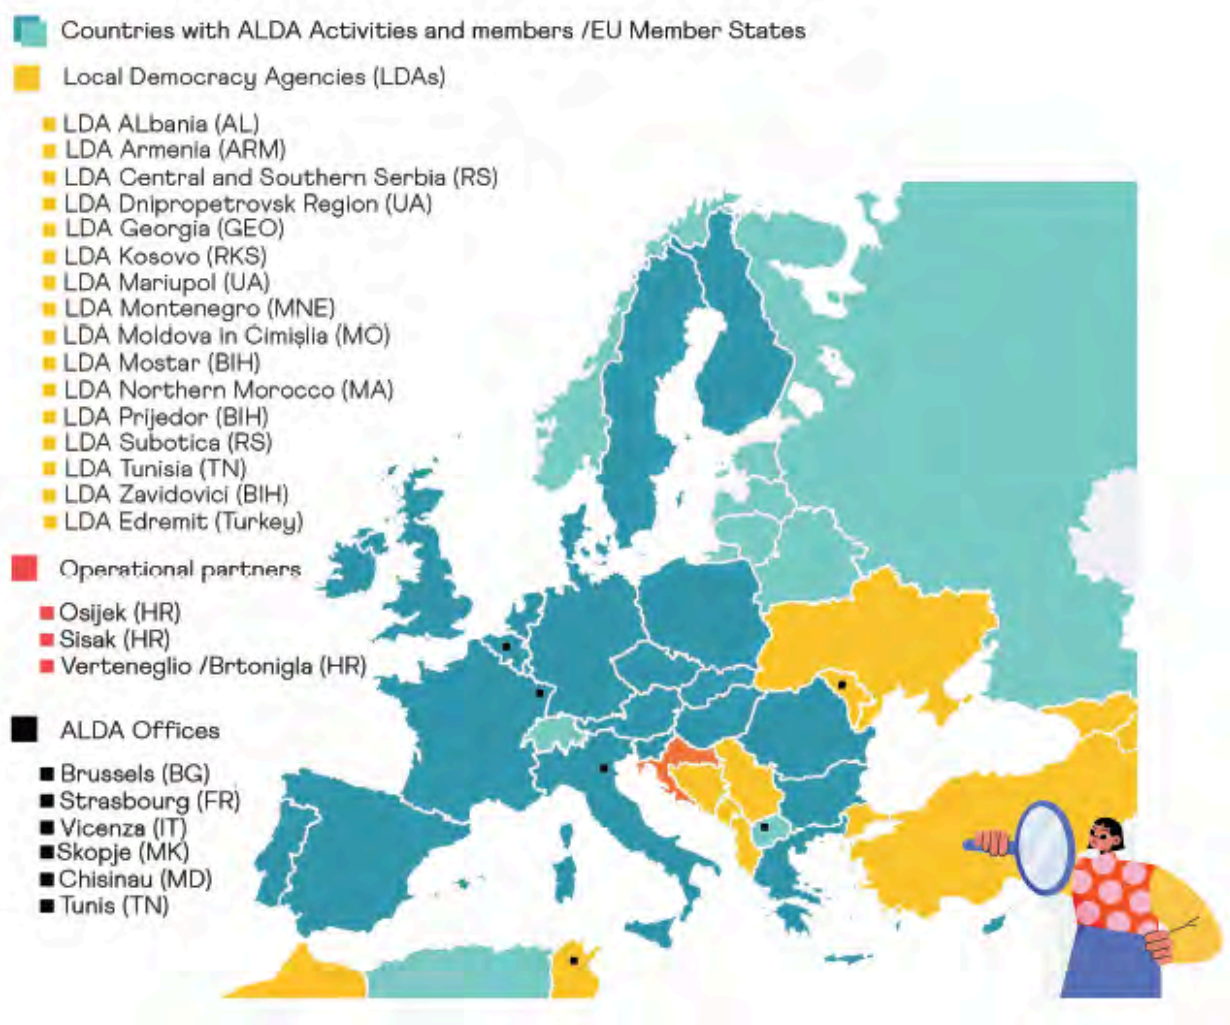 Countries with ALDA Activities and members /EU Member States
Local Democracy Agencies (LDAs)
LDA ALbania (AL)
LDA Armenia (ARM)
LDA Central and Southern Serbia (RS)
LDA Dnipropetrovsk Region (UA)
LDA Georgia (GEO)
LDA Kosovo (RKS)
LDA Mariupol (UA)
LDA Montenegro (MNE)
LDA Moldova in Cimişlia (MO)
LDA Mostar (BIH)
LDA Northern Morocco (MA)
LDA Prijedor (BIH)
LDA Subotica (RS)
LDA Tunisia (TN)
LDA Zavidovici (BIH)
LDA Edremit (Turkey)
Operational partners
Osijek (HR)
Sisak (HR)
Verteneglio /Brtonigla (HR)
ALDA Offices
Brussels (BG)
Strasbourg (FR)
Vicenza (IT)
Skopje (MK)
Chisinau (MD)
Tunis (TN)